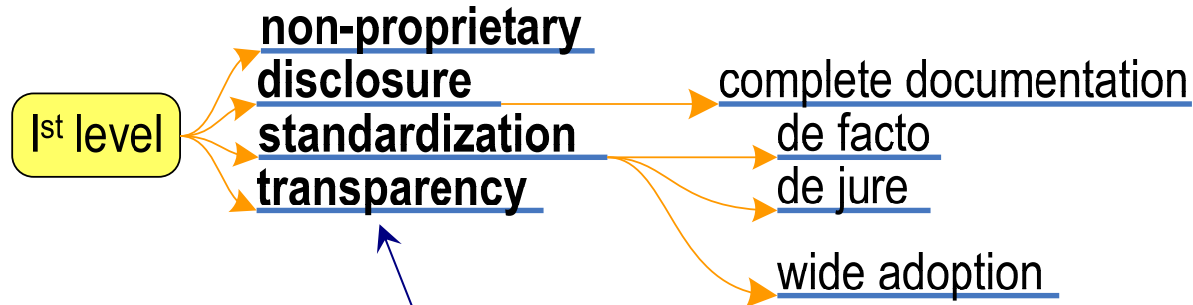 non-proprietary
disclosure
complete documentation
Ist level
standardization
de facto
transparency
de jure
wide adoption